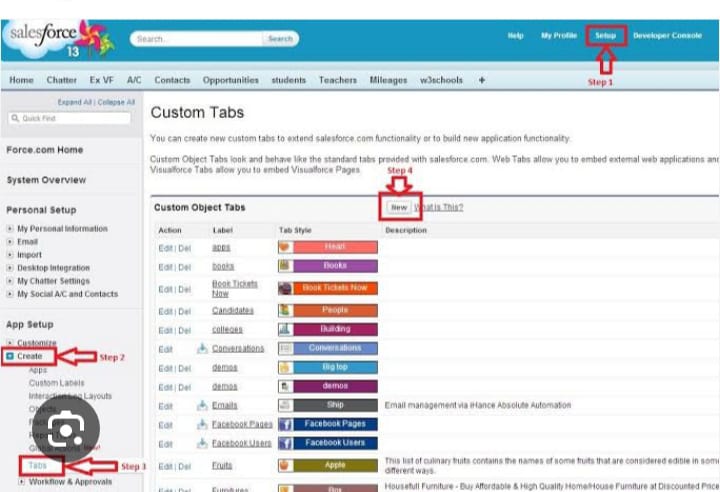 salesforce
13
Search...
Search
Help My Profile Setup Developer Console
Step 1
Home Chatter Ex VF A/C Contacts Opportunities students Teachers Mileages w3schools +
Expand All | Collapse All
Quick Find
Force.com Home
System Overview
Personal Setup
My Personal Information
Email
Import
Desktop Integration
My Chatter Settings
My Social A/C and Contacts
App Setup
Customize
Create
Step 2
Apps
Custom Labels
Interaction Log Layouts
Tabs
Step 3
Workflow & Approvals
Custom Tabs
You can create new custom tabs to extend salesforce.com functionality or to build new application functionality.
Custom Object Tabs look and behave like the standard tabs provided with salesforce.com. Web Tabs allow you to embed external web applications and
Visualforce Tabs allow you to embed Visualforce Pages.
Step 4
Custom Object Tabs New What Is This?
Action Label Tab Style Description
Edit | Del apps Heart
Edit | Del books Books
Edit | Del Book Tickets Now Book Tickets Now
Edit | Del Candidates People
Edit | Del colleges Building
Edit Conversations Conversations
Edit | Del demos Big top
Edit | Del demos demos
Edit Emails Ship Email management via iHance Absolute Automation
Edit Facebook Pages Facebook Pages
Edit Facebook Users Facebook Users
Edit | Del Fruits Apple This list of culinary fruits contains the names of some fruits that are considered edible in some
different ways.
Edit | Del Furnitures Box Housefull Furniture - Buy Affordable & High Quality Home/House Furniture at Discounted Price